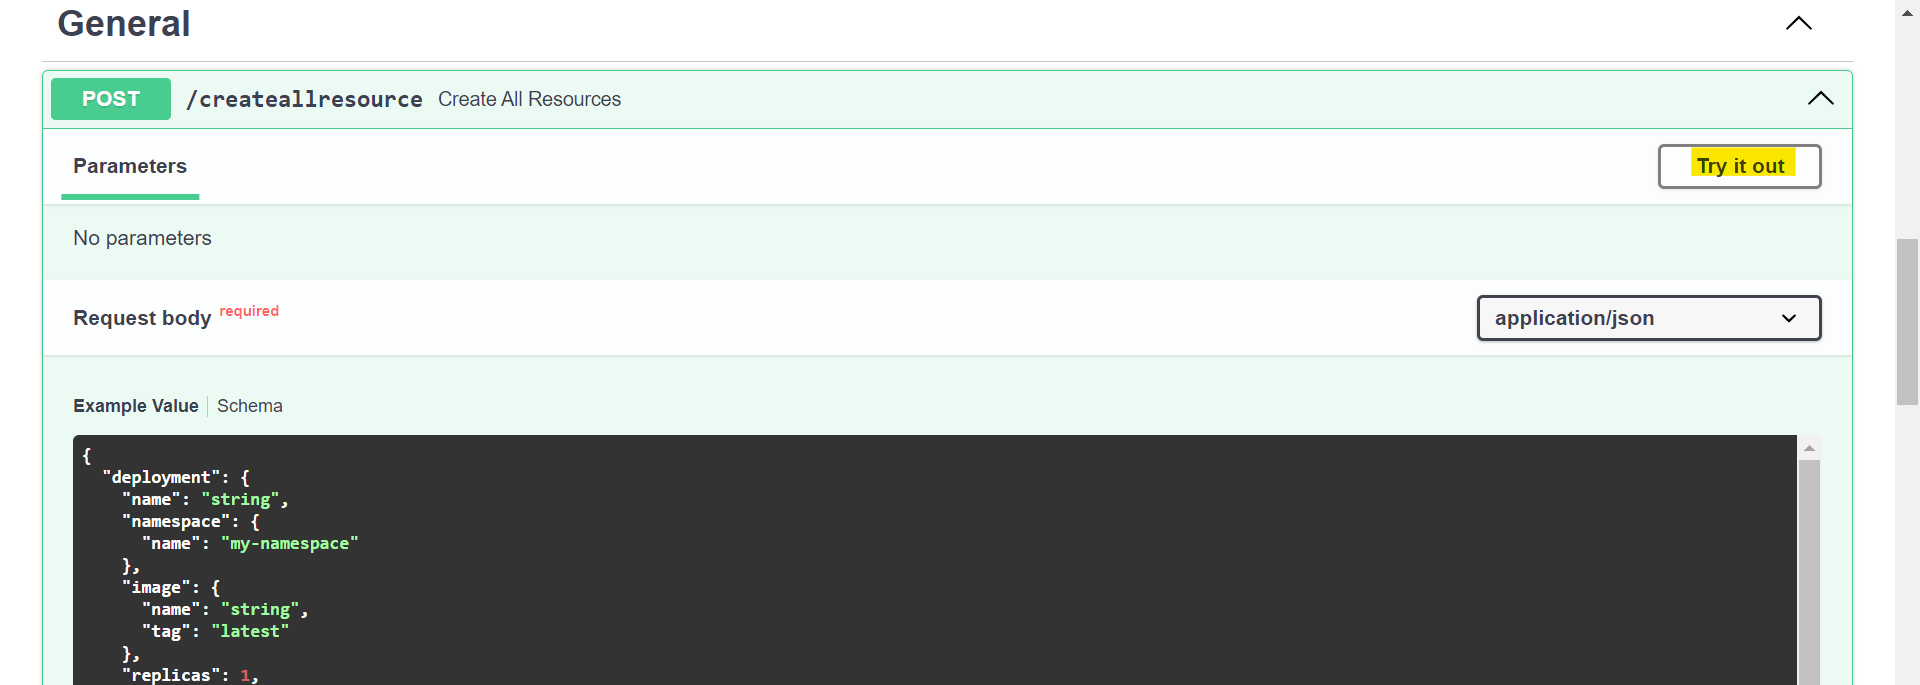 General
POST /createallresource Create All Resources
Parameters
Try it out
No parameters
Request body required
application/json
Example Value Schema
{
  "deployment": {
    "name": "string",
    "namespace": {
      "name": "my-namespace"
    },
    "image": {
      "name": "string",
      "tag": "latest"
    },
    "replicas": 1,